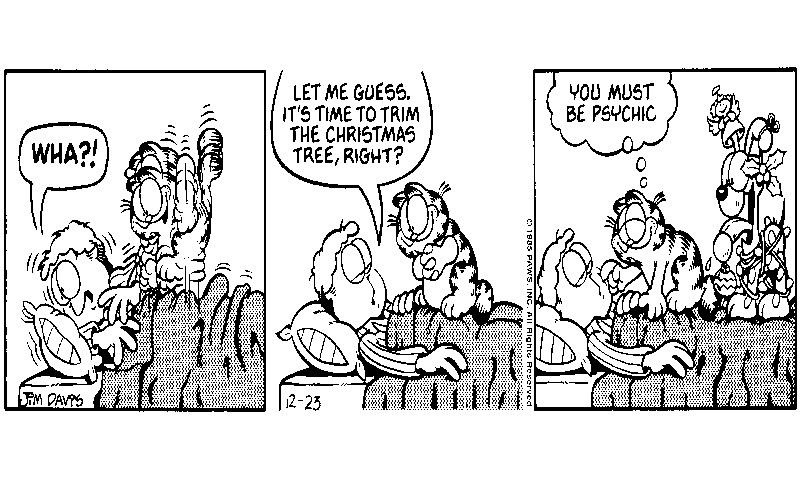 WHA?!
JIM DAVIS
LET ME GUESS.
IT'S TIME TO TRIM
THE CHRISTMAS
TREE, RIGHT?
12-23
© 1985 PAWS, INC. All Rights Reserved
YOU MUST
BE PSYCHIC